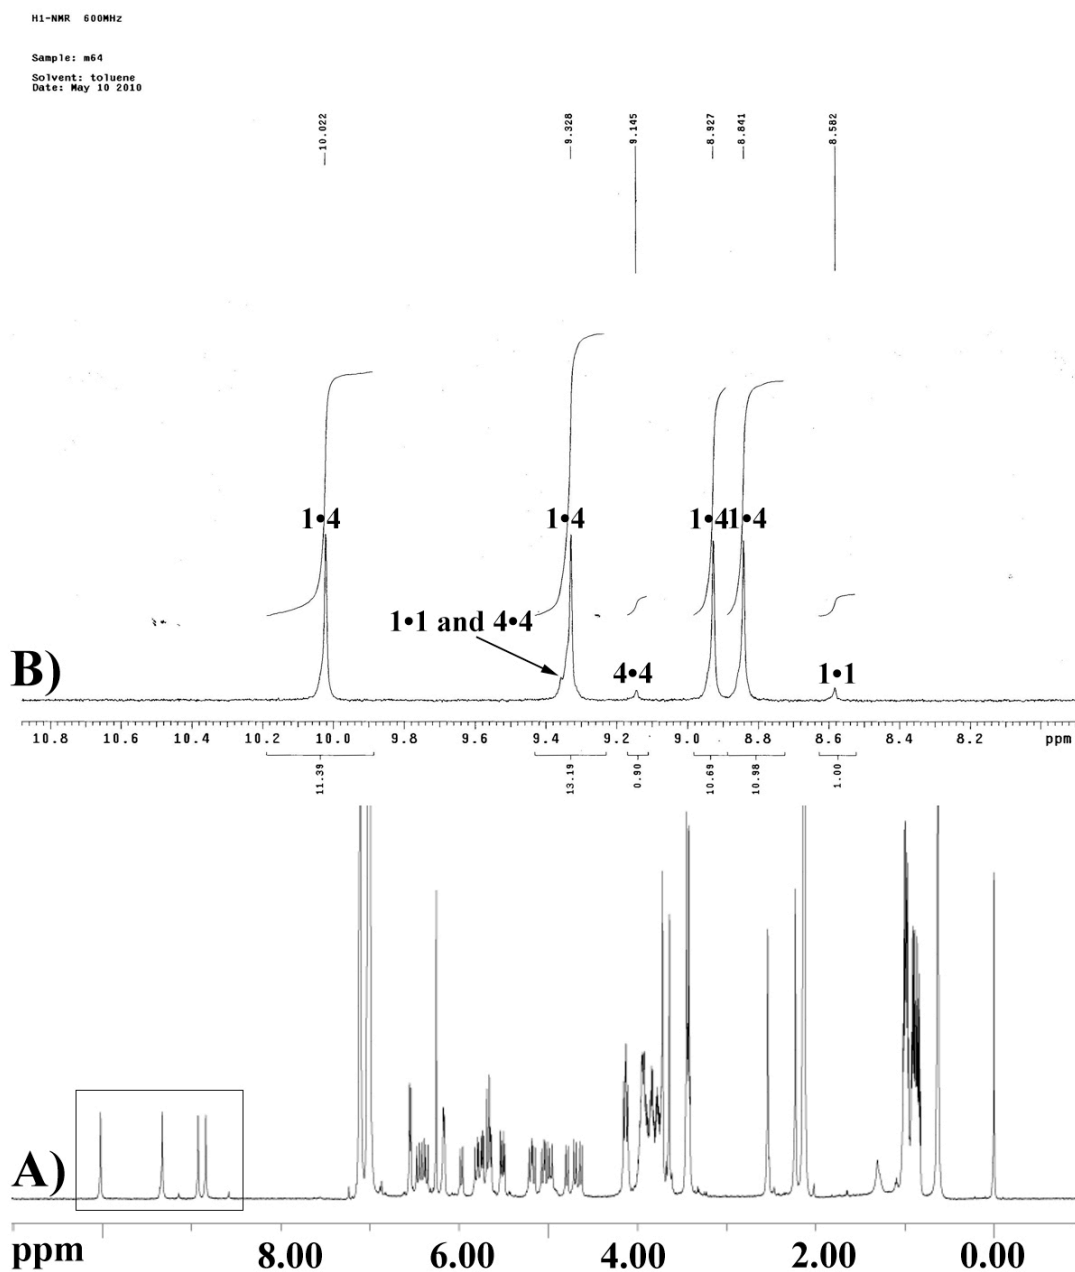 H1-NMR 600MHz
Sample: m64
Solvent: toluene
Date: May 10 2010
10.022
9.328
9.145
8.927
8.841
8.582
1•4
1•4
1•4
1•4
1•1 and 4•4
4•4
1•1
B)
10.8 10.6 10.4 10.2 10.0 9.8 9.6 9.4 9.2 9.0 8.8 8.6 8.4 8.2 ppm
11.39
13.19
0.90
10.69
10.98
1.00
A)
ppm 8.00 6.00 4.00 2.00 0.00